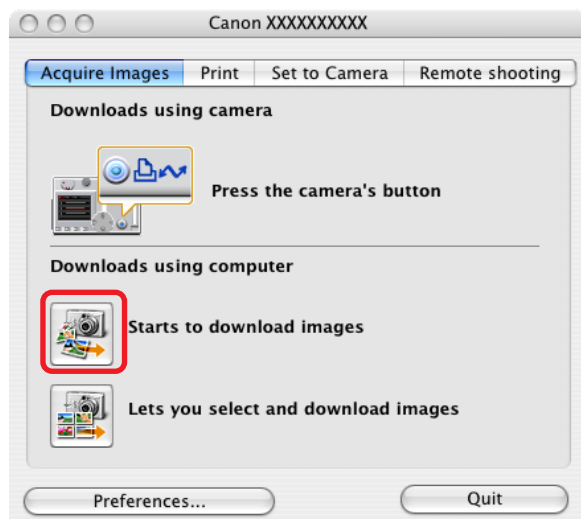 Canon XXXXXXXXXX
Acquire Images Print Set to Camera Remote shooting
Downloads using camera
Press the camera's button
Downloads using computer
Starts to download images
Lets you select and download images
Preferences... Quit